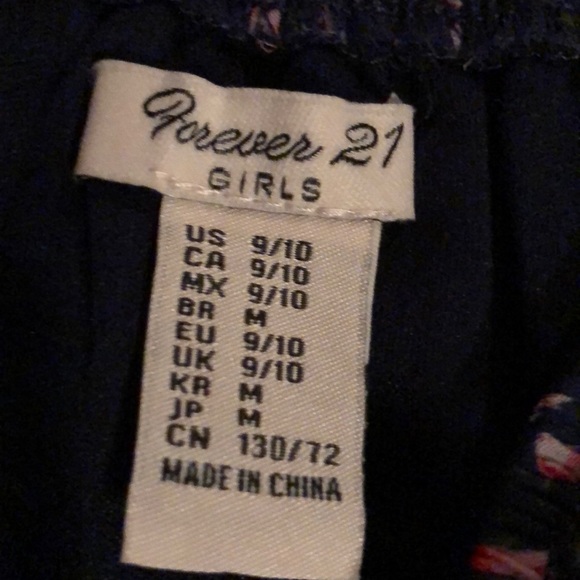 Forever 21
GIRLS
US 9/10
CA 9/10
MX 9/10
BR M
EU 9/10
UK 9/10
KR M
JP M
CN 130/72
MADE IN CHINA